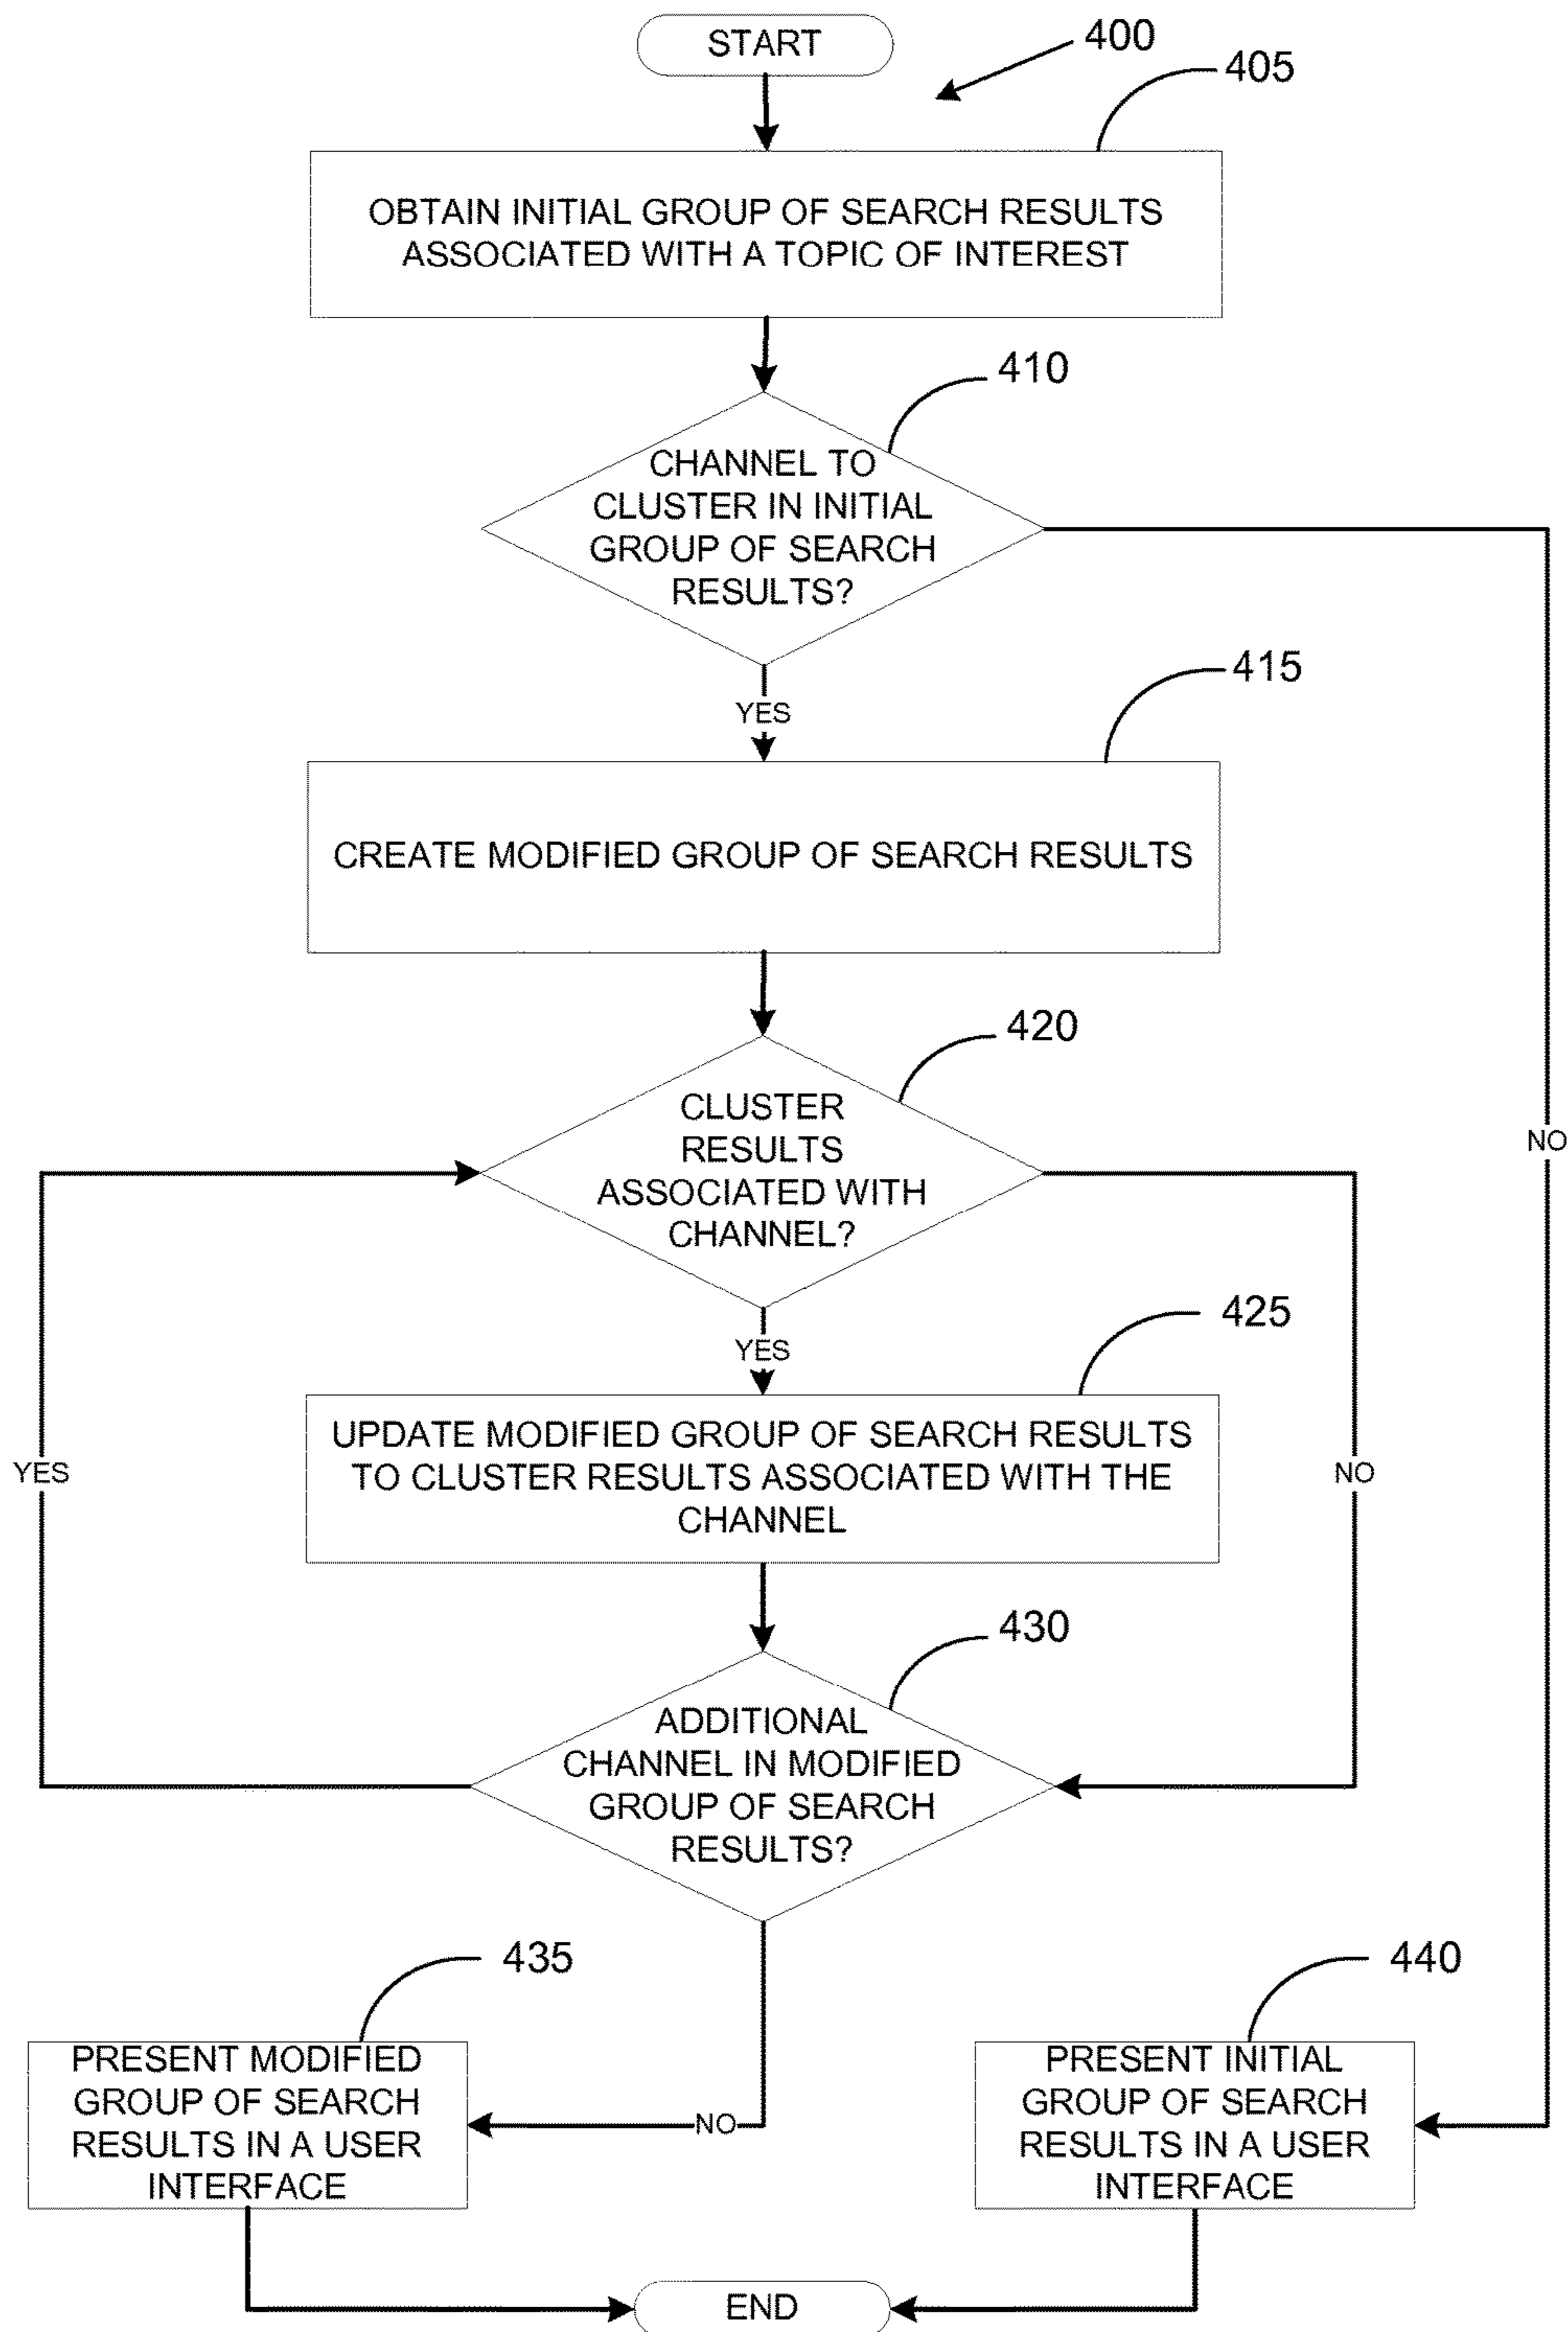 START
400
405
OBTAIN INITIAL GROUP OF SEARCH RESULTS
ASSOCIATED WITH A TOPIC OF INTEREST
410
CHANNEL TO
CLUSTER IN INITIAL
GROUP OF SEARCH
RESULTS?
415
YES
CREATE MODIFIED GROUP OF SEARCH RESULTS
420
CLUSTER
RESULTS
ASSOCIATED WITH
CHANNEL?
NO
425
YES
UPDATE MODIFIED GROUP OF SEARCH RESULTS
TO CLUSTER RESULTS ASSOCIATED WITH THE
CHANNEL
YES
NO
430
ADDITIONAL
CHANNEL IN MODIFIED
GROUP OF SEARCH
RESULTS?
435
440
PRESENT MODIFIED
GROUP OF SEARCH
RESULTS IN A USER
INTERFACE
NO
PRESENT INITIAL
GROUP OF SEARCH
RESULTS IN A USER
INTERFACE
END